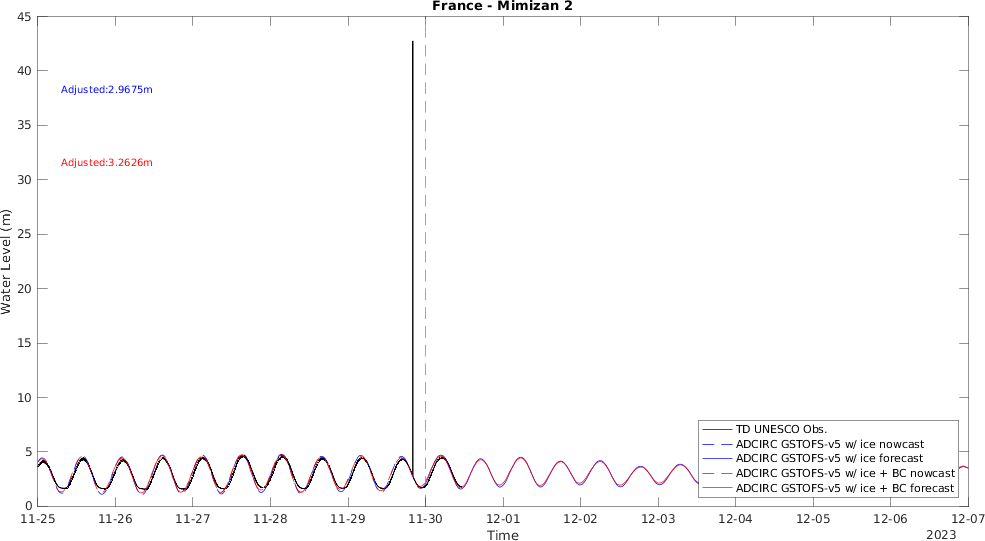 France - Mimizan 2
45
40
35
30
25
20
15
10
5
0
Water Level (m)
Adjusted:2.9675m
Adjusted:3.2626m
TD UNESCO Obs.
ADCIRC GSTOFS-v5 w/ ice nowcast
ADCIRC GSTOFS-v5 w/ ice forecast
ADCIRC GSTOFS-v5 w/ ice + BC nowcast
ADCIRC GSTOFS-v5 w/ ice + BC forecast
11-25 11-26 11-27 11-28 11-29 11-30 12-01 12-02 12-03 12-04 12-05 12-06 12-07
Time
2023